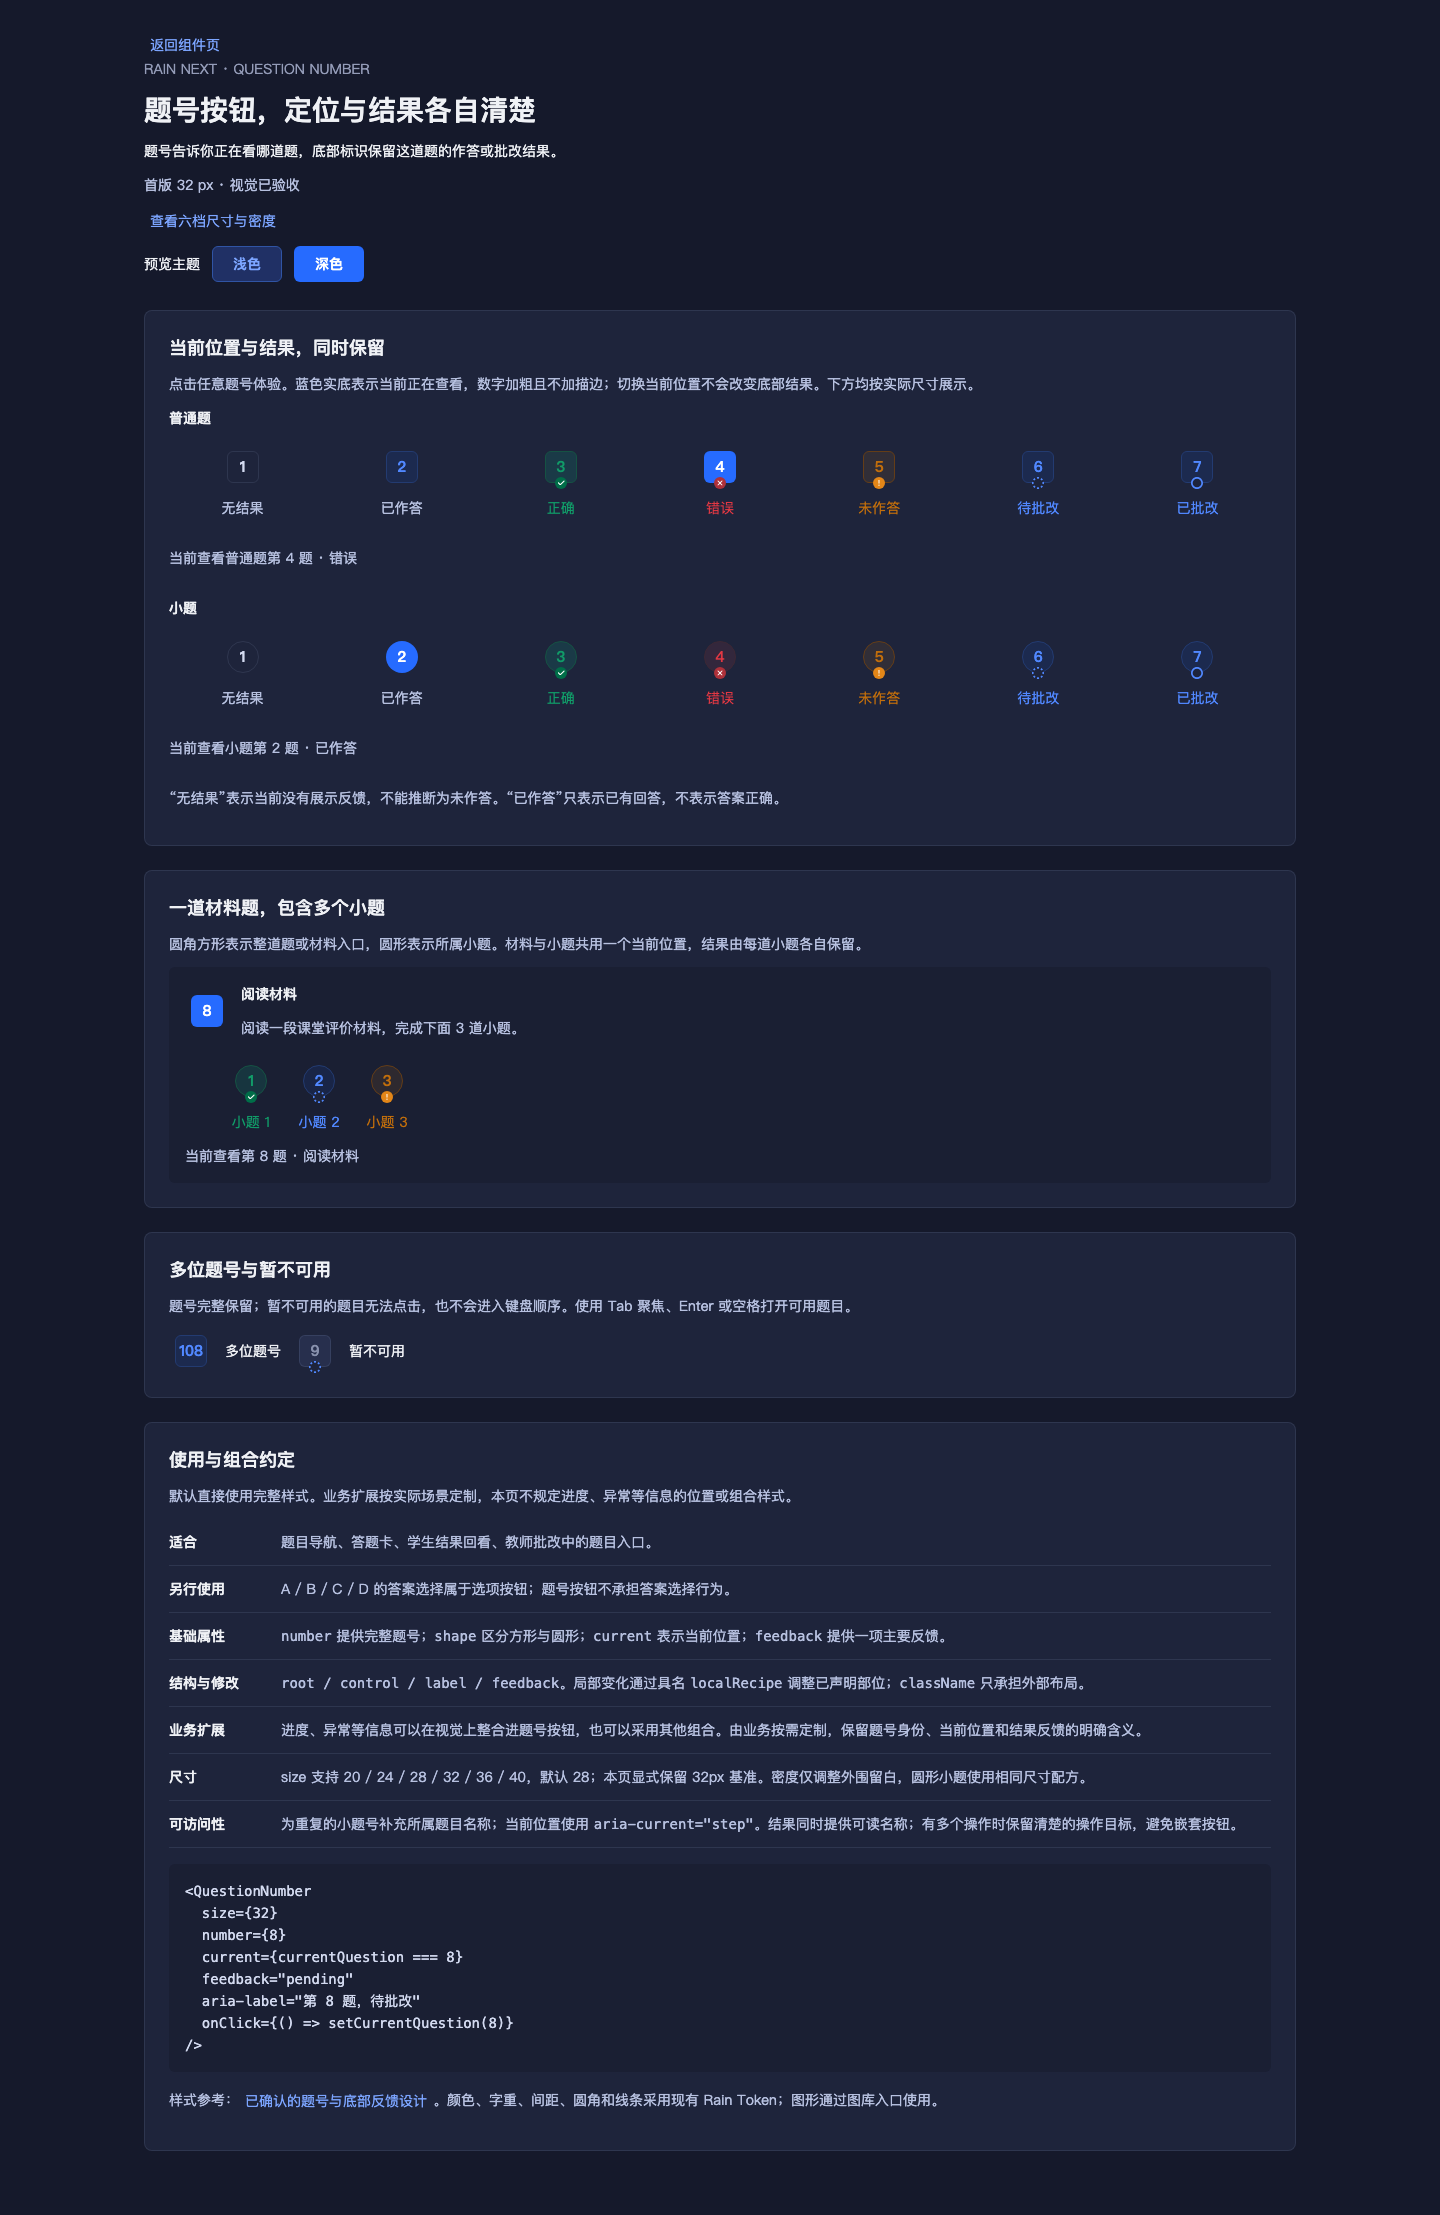 返回组件页
RAIN NEXT · QUESTION NUMBER
题号按钮，定位与结果各自清楚
题号告诉你正在看哪道题，底部标识保留这道题的作答或批改结果。
首版 32 px · 视觉已验收
查看六档尺寸与密度
预览主题 浅色 深色
当前位置与结果，同时保留
点击任意题号体验。蓝色实底表示当前正在查看，数字加粗且不加描边；切换当前位置不会改变底部结果。下方均按实际尺寸展示。
普通题
1 2 3 4 5 6 7
无结果 已作答 正确 错误 未作答 待批改 已批改
当前查看普通题第 4 题 · 错误
小题
1 2 3 4 5 6 7
无结果 已作答 正确 错误 未作答 待批改 已批改
当前查看小题第 2 题 · 已作答
“无结果”表示当前没有展示反馈，不能推断为未作答。“已作答”只表示已有回答，不表示答案正确。
一道材料题，包含多个小题
圆角方形表示整道题或材料入口，圆形表示所属小题。材料与小题共用一个当前位置，结果由每道小题各自保留。
8 阅读材料
阅读一段课堂评价材料，完成下面 3 道小题。
1 2 3
小题 1 小题 2 小题 3
当前查看第 8 题 · 阅读材料
多位题号与暂不可用
题号完整保留；暂不可用的题目无法点击，也不会进入键盘顺序。使用 Tab 聚焦、Enter 或空格打开可用题目。
108 多位题号 9 暂不可用
使用与组合约定
默认直接使用完整样式。业务扩展按实际场景定制，本页不规定进度、异常等信息的位置或组合样式。
适合 题目导航、答题卡、学生结果回看、教师批改中的题目入口。
另行使用 A / B / C / D 的答案选择属于选项按钮；题号按钮不承担答案选择行为。
基础属性 number 提供完整题号；shape 区分方形与圆形；current 表示当前位置；feedback 提供一项主要反馈。
结构与修改 root / control / label / feedback。局部变化通过具名 localRecipe 调整已声明部位；className 只承担外部布局。
业务扩展 进度、异常等信息可以在视觉上整合进题号按钮，也可以采用其他组合。由业务按需定制，保留题号身份、当前位置和结果反馈的明确含义。
尺寸 size 支持 20 / 24 / 28 / 32 / 36 / 40，默认 28；本页显式保留 32px 基准。密度仅调整外围留白，圆形小题使用相同尺寸配方。
可访问性 为重复的小题号补充所属题目名称；当前位置使用 aria-current="step"。结果同时提供可读名称；有多个操作时保留清楚的操作目标，避免嵌套按钮。
<QuestionNumber
  size={32}
  number={8}
  current={currentQuestion === 8}
  feedback="pending"
  aria-label="第 8 题，待批改"
  onClick={() => setCurrentQuestion(8)}
/>
样式参考： 已确认的题号与底部反馈设计 。颜色、字重、间距、圆角和线条采用现有 Rain Token；图形通过图库入口使用。